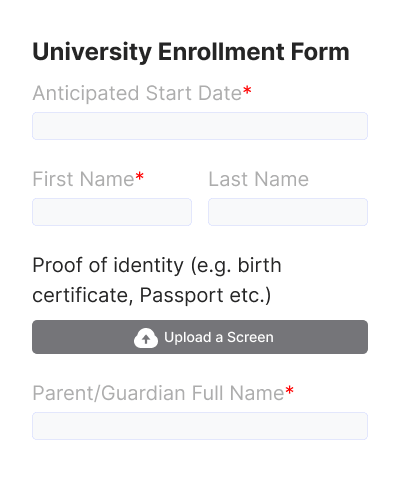 University Enrollment Form
Anticipated Start Date*
First Name* Last Name
Proof of identity (e.g. birth
certificate, Passport etc.)
Upload a Screen
Parent/Guardian Full Name*